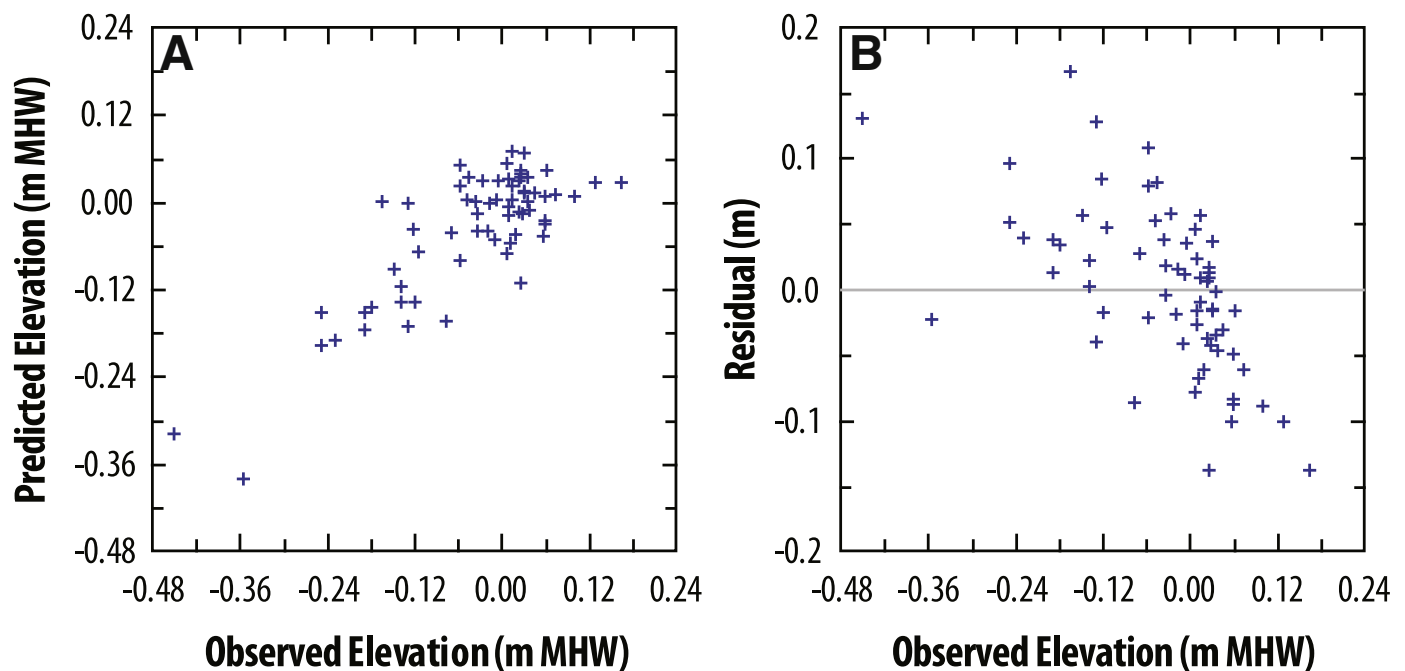 A
0.24
0.12
0.00
-0.12
-0.24
-0.36
-0.48
Predicted Elevation (m MHW)
-0.48 -0.36 -0.24 -0.12 0.00 0.12 0.24
Observed Elevation (m MHW)
B
0.2
0.1
0.0
-0.1
-0.2
Residual (m)
-0.48 -0.36 -0.24 -0.12 0.00 0.12 0.24
Observed Elevation (m MHW)